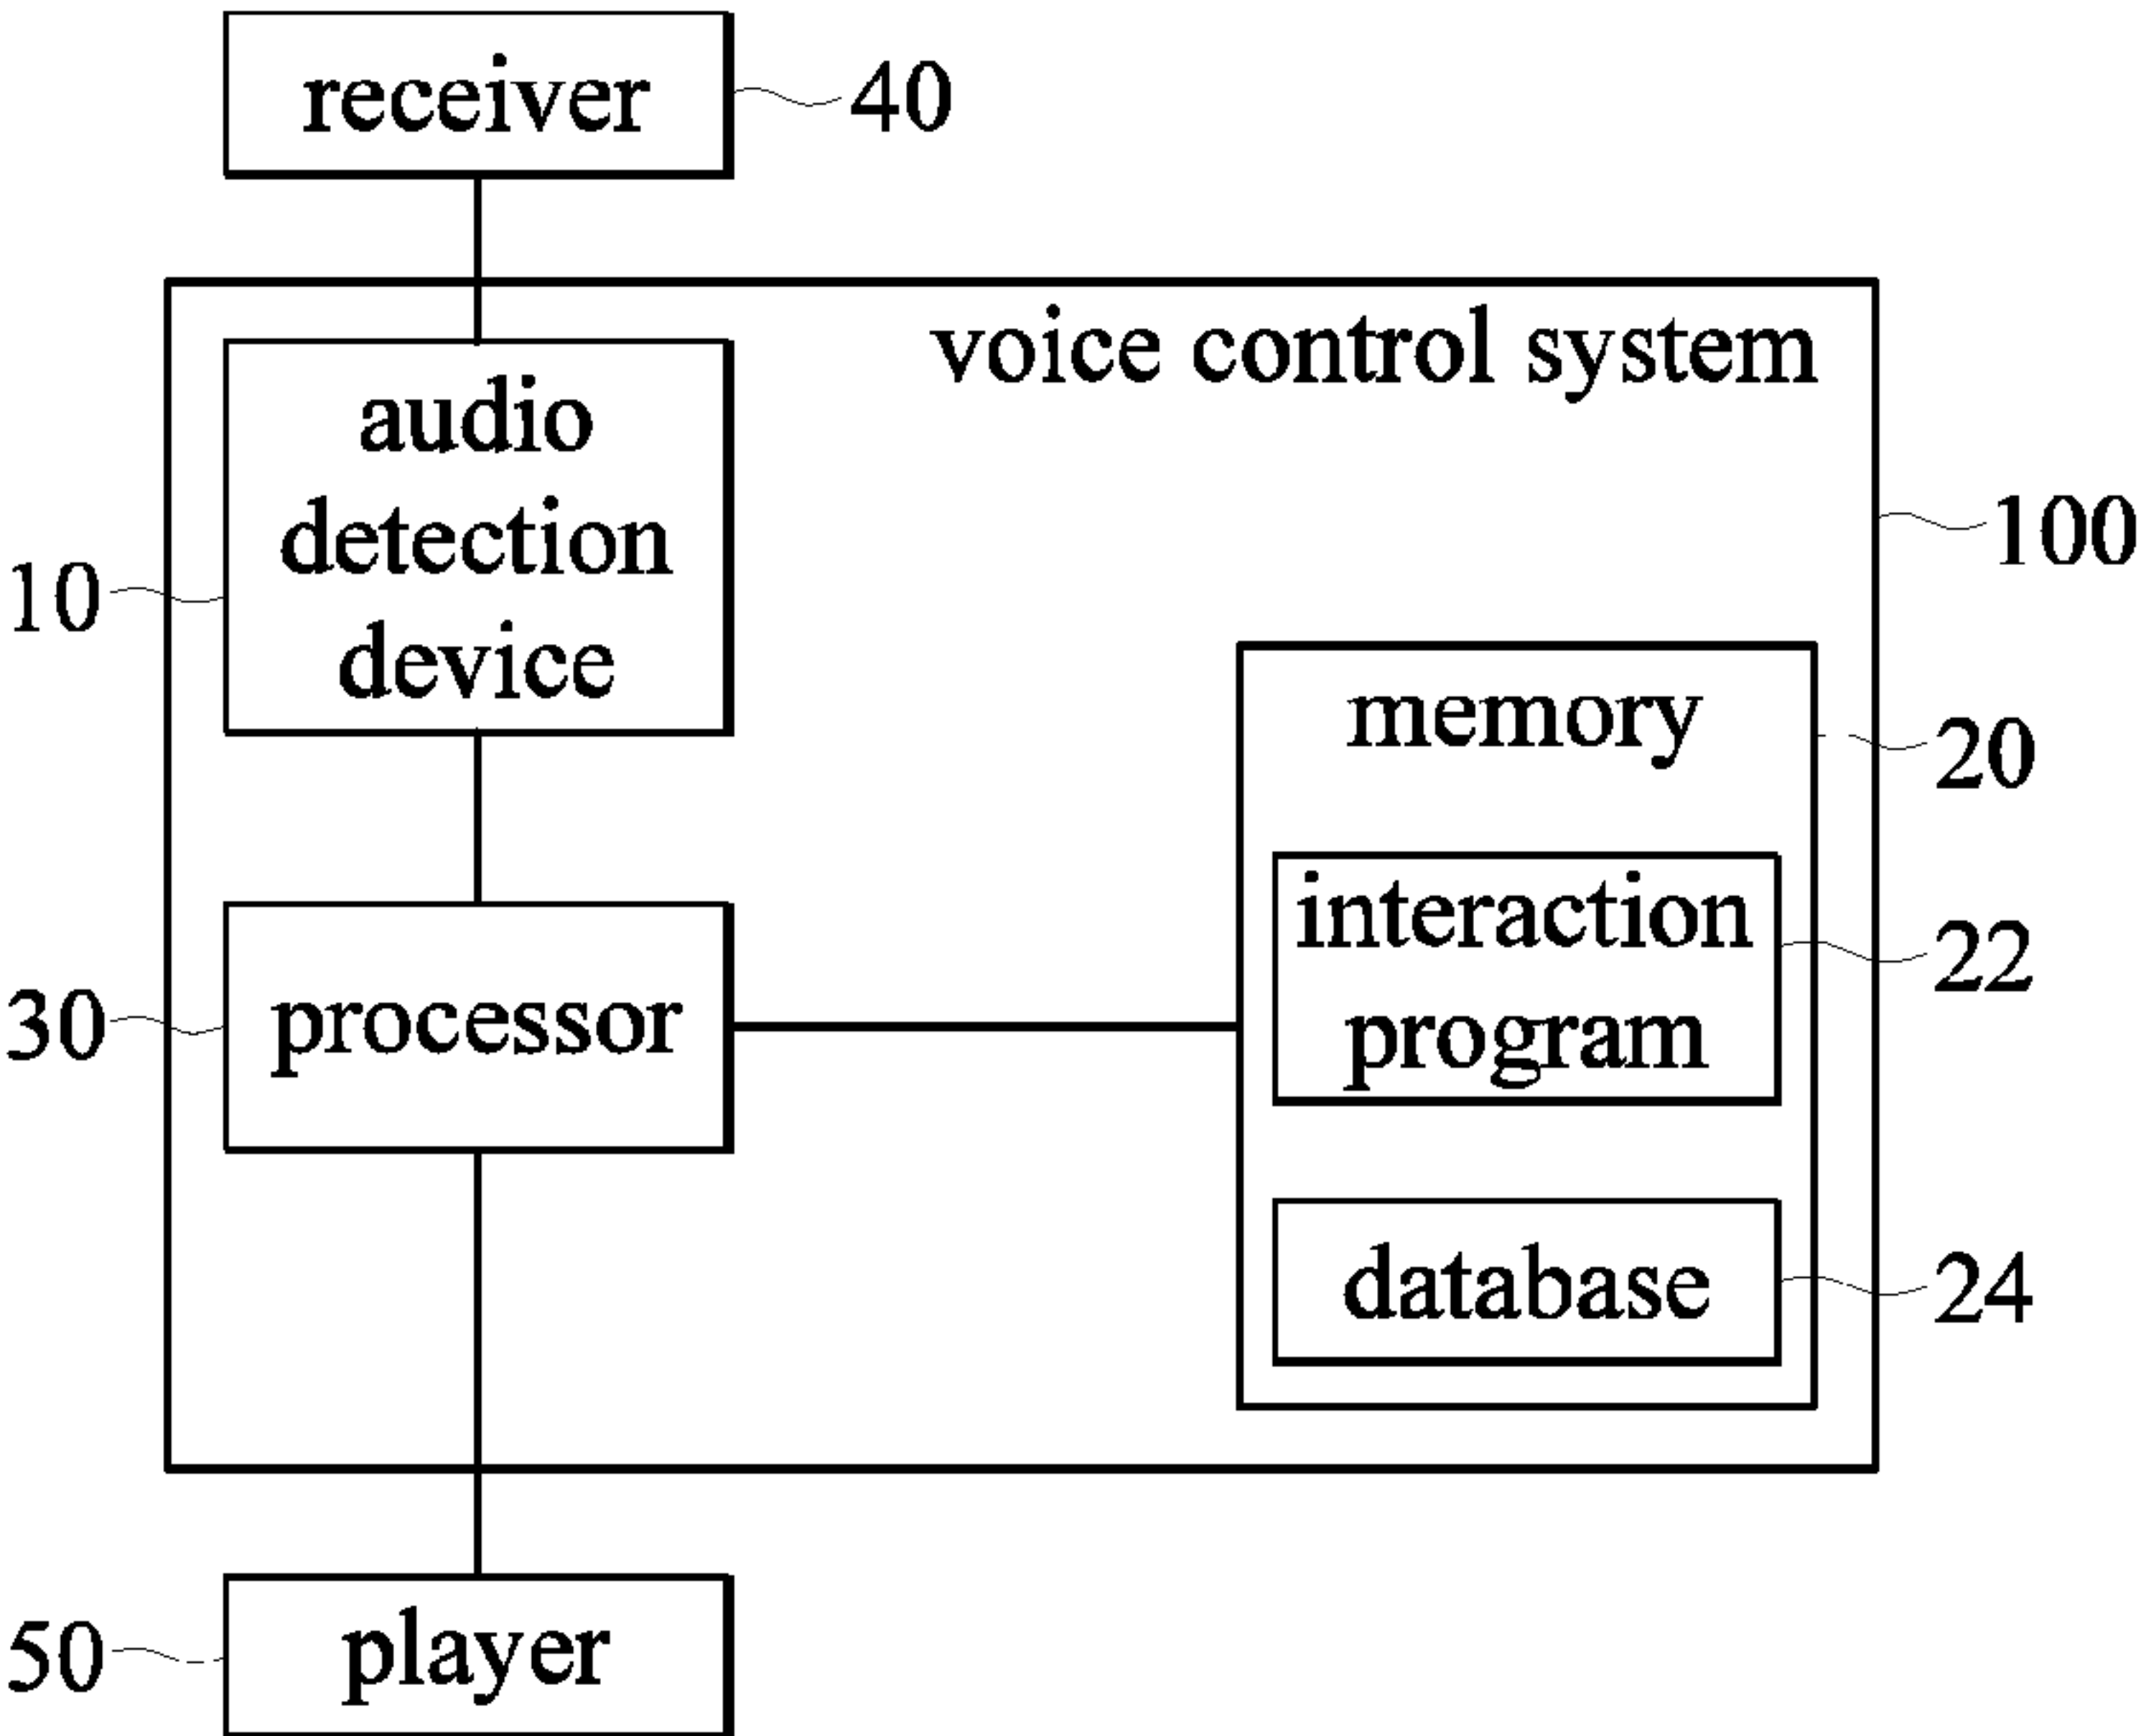 receiver
40
voice control system
audio
detection
device
10
100
memory
20
interaction
program
22
processor
30
database
24
player
50